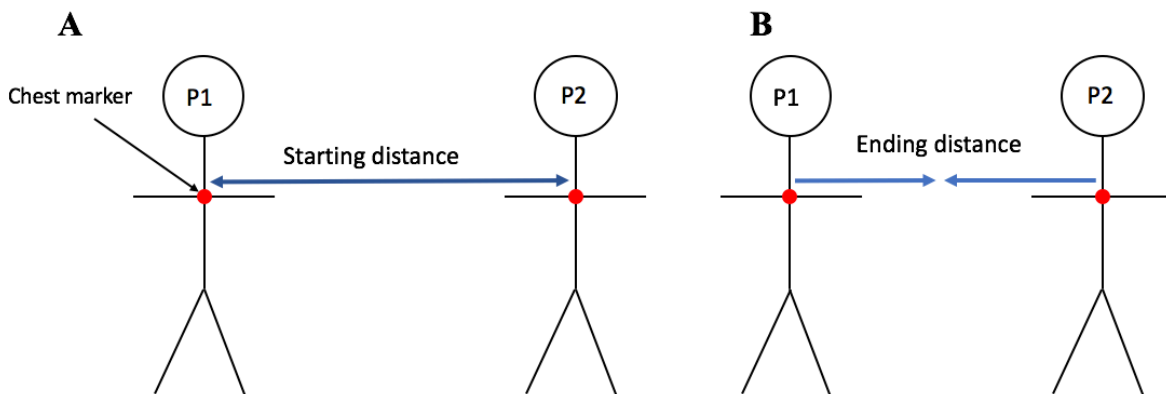 A
B
P1
P2
P1
P2
Chest marker
Starting distance
Ending distance